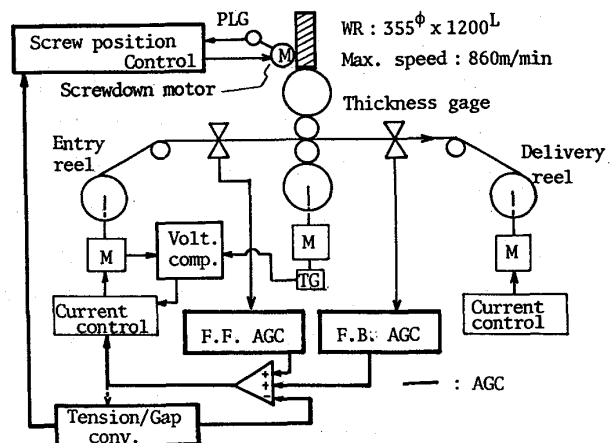 PLG
WR : 355φ x 1200L
Screw position
Control
M
Max. speed : 860m/min
Screwdown motor
Thickness gage
Entry
reel
Delivery
reel
M
Volt.
comp.
M
TG
M
Current
control
F.F. AGC
F.B. AGC
Current
control
+
+
-
— : AGC
Tension/Gap
conv.